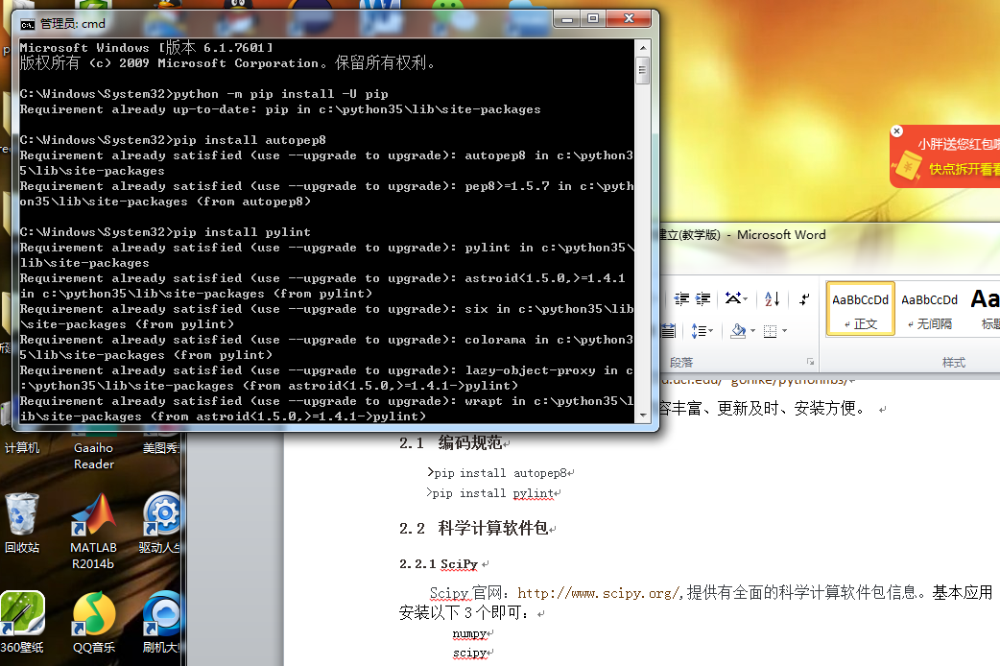 管理员: cmd
Microsoft Windows [版本 6.1.7601]
版权所有 (c) 2009 Microsoft Corporation。保留所有权利。
C:\Windows\System32>python -m pip install -U pip
Requirement already up-to-date: pip in c:\python35\lib\site-packages
C:\Windows\System32>pip install autopep8
Requirement already satisfied (use --upgrade to upgrade): autopep8 in c:\python3
5\lib\site-packages
Requirement already satisfied (use --upgrade to upgrade): pep8>=1.5.7 in c:\pyth
on35\lib\site-packages (from autopep8)
C:\Windows\System32>pip install pylint
Requirement already satisfied (use --upgrade to upgrade): pylint in c:\python35\
lib\site-packages
Requirement already satisfied (use --upgrade to upgrade): astroid<1.5.0,>=1.4.1
in c:\python35\lib\site-packages (from pylint)
Requirement already satisfied (use --upgrade to upgrade): six in c:\python35\lib
\site-packages (from pylint)
Requirement already satisfied (use --upgrade to upgrade): colorama in c:\python3
5\lib\site-packages (from pylint)
Requirement already satisfied (use --upgrade to upgrade): lazy-object-proxy in c
:\python35\lib\site-packages (from astroid<1.5.0,>=1.4.1->pylint)
Requirement already satisfied (use --upgrade to upgrade): wrapt in c:\python35\l
ib\site-packages (from astroid<1.5.0,>=1.4.1->pylint)
小胖送您红包
快点拆开看看
建立(教学版) - Microsoft Word
AaBbCcDd AaBbCcDd Aa
正文 无间隔 标题
段落 样式
容丰富、更新及时、安装方便。
2.1 编码规范
>pip install autopep8
>pip install pylint
2.2 科学计算软件包
2.2.1 SciPy
Scipy 官网：http://www.scipy.org/,提供有全面的科学计算软件包信息。基本应用
安装以下 3 个即可：
numpy
scipy
计算机
Gaaiho
Reader
美图秀
回收站
MATLAB
R2014b
驱动人生
360壁纸
QQ音乐
刷机大